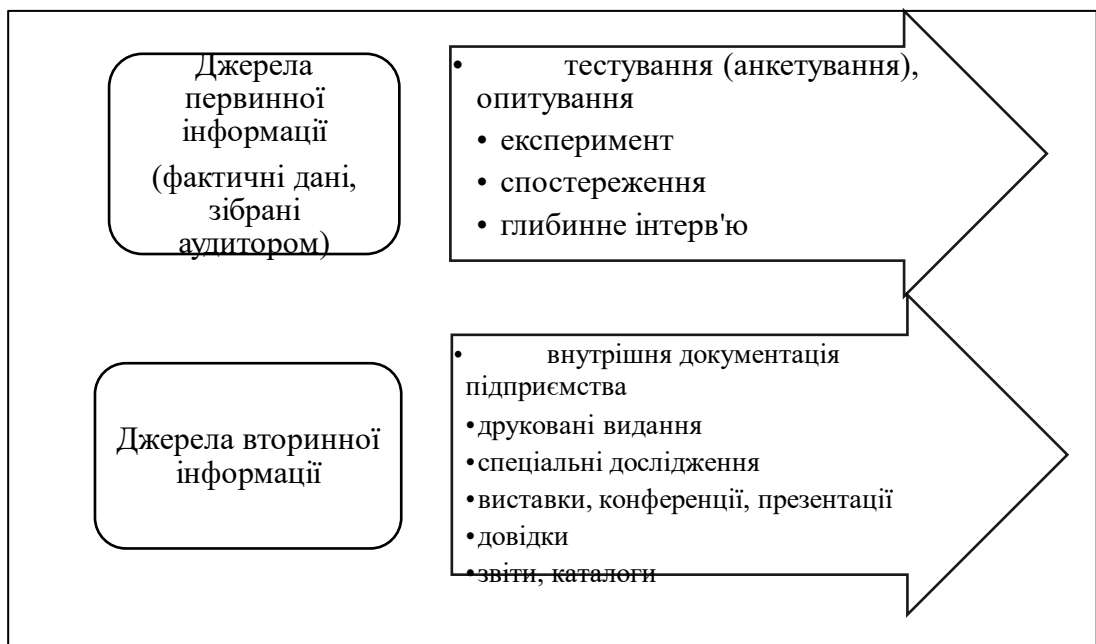 Джерела
первинної
інформації
(фактичні дані,
зібрані
аудитором)
• тестування (анкетування),
опитування
• експеримент
• спостереження
• глибинне інтерв'ю
Джерела вторинної
інформації
• внутрішня документація
підприємства
•друковані видання
•спеціальні дослідження
•виставки, конференції, презентації
•довідки
•звіти, каталоги